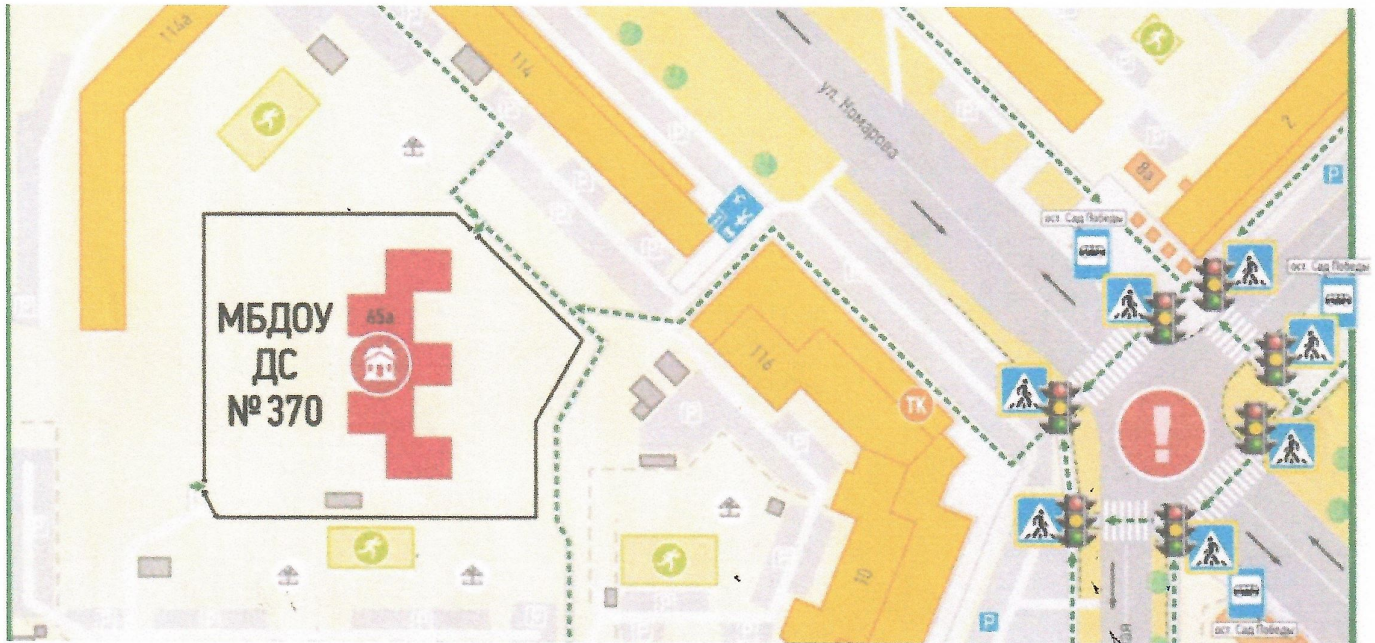 114а
114
ул. Комарова
2
8а
ост. Сад Победы
ост. Сад Победы
P
МБДОУ
ДС
№ 370
65а
116
ТК
10
P
ост. Сад Победы
ая